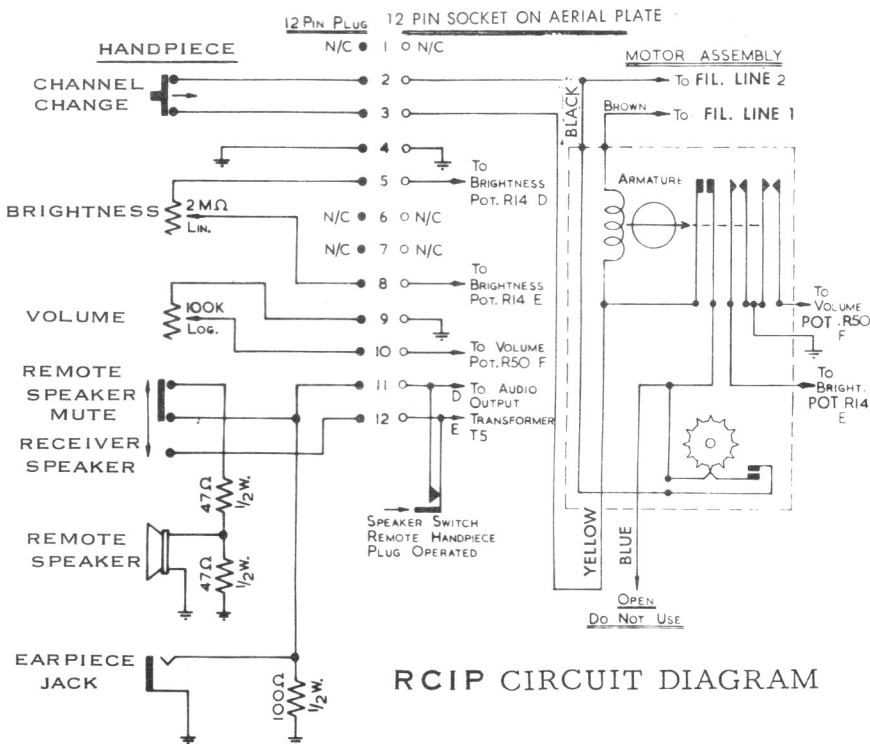 12 PIN PLUG
12 PIN SOCKET ON AERIAL PLATE
HANDPIECE
N/C 1 N/C
MOTOR ASSEMBLY
CHANNEL
CHANGE
2
TO FIL. LINE 2
BLACK
BROWN
3
TO FIL. LINE 1
4
TO
BRIGHTNESS
POT. R14 D
5
ARMATURE
BRIGHTNESS
2 MΩ
LIN.
N/C 6 N/C
N/C 7 N/C
8
TO
BRIGHTNESS
POT. R14 E
VOLUME
100K
LOG.
9
TO
VOLUME
POT .R50
F
10
TO VOLUME
POT. R50 F
REMOTE
SPEAKER
MUTE
11
D
TO AUDIO
OUTPUT
TRANSFORMER
T5
TO
BRIGHT.
POT R14
E
12
E
RECEIVER
SPEAKER
47Ω
1/2W.
SPEAKER SWITCH
REMOTE HANDPIECE
PLUG OPERATED
REMOTE
SPEAKER
47Ω
1/2W.
YELLOW
BLUE
OPEN
DO NOT USE
EARPIECE
JACK
100Ω
1/2W.
RCIP CIRCUIT DIAGRAM